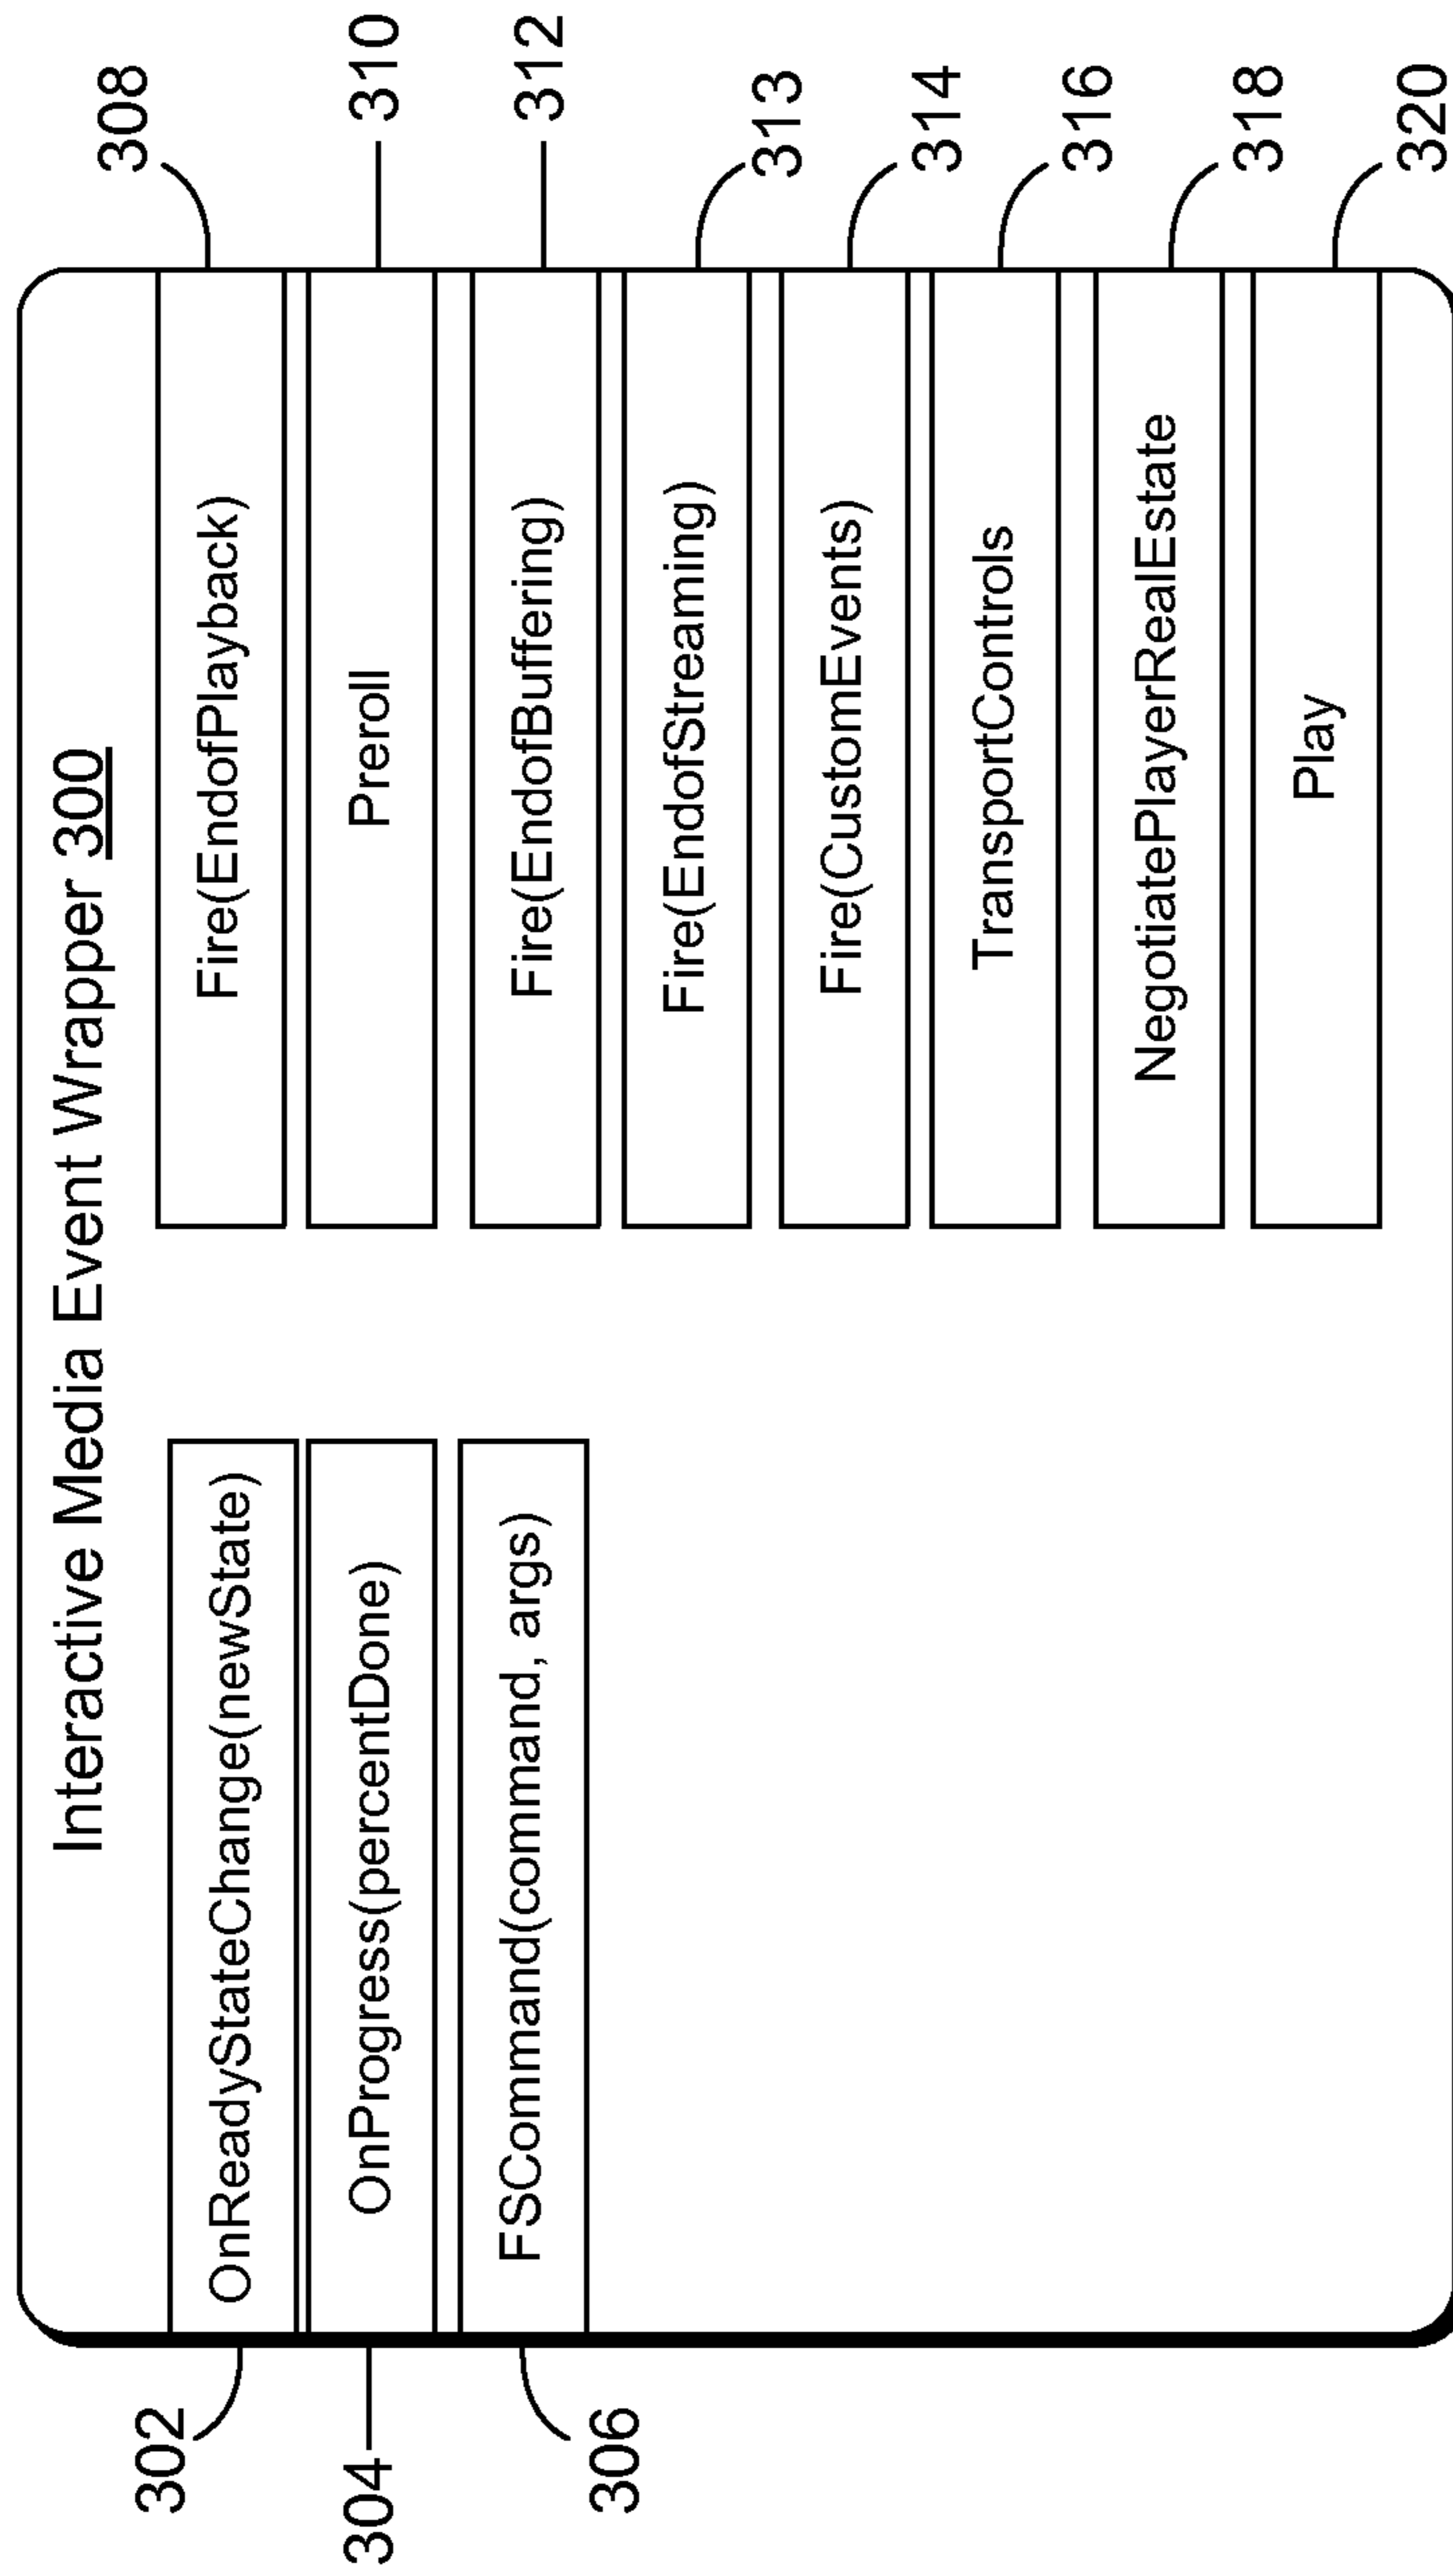 Interactive Media Event Wrapper 300
302
OnReadyStateChange(newState)
304
OnProgress(percentDone)
306
FSCommand(command, args)
Fire(EndofPlayback)
308
Preroll
310
Fire(EndofBuffering)
312
Fire(EndofStreaming)
313
Fire(CustomEvents)
314
TransportControls
316
NegotiatePlayerRealEstate
318
Play
320